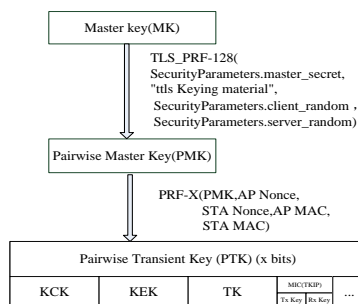 Master key(MK)
TLS_PRF-128(
SecurityParameters.master_secret,
"ttls Keying material",
SecurityParameters.client_random ,
SecurityParameters.server_random)
Pairwise Master Key(PMK)
PRF-X(PMK,AP Nonce,
STA Nonce,AP MAC,
STA MAC)
Pairwise Transient Key (PTK) (x bits)
KCK KEK TK MIC(TKIP) ...
Tx Key Rx Key